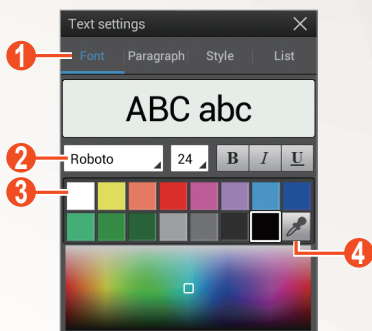 Text settings
1 Font Paragraph Style List
ABC abc
2 Roboto 24 B I U
3
4